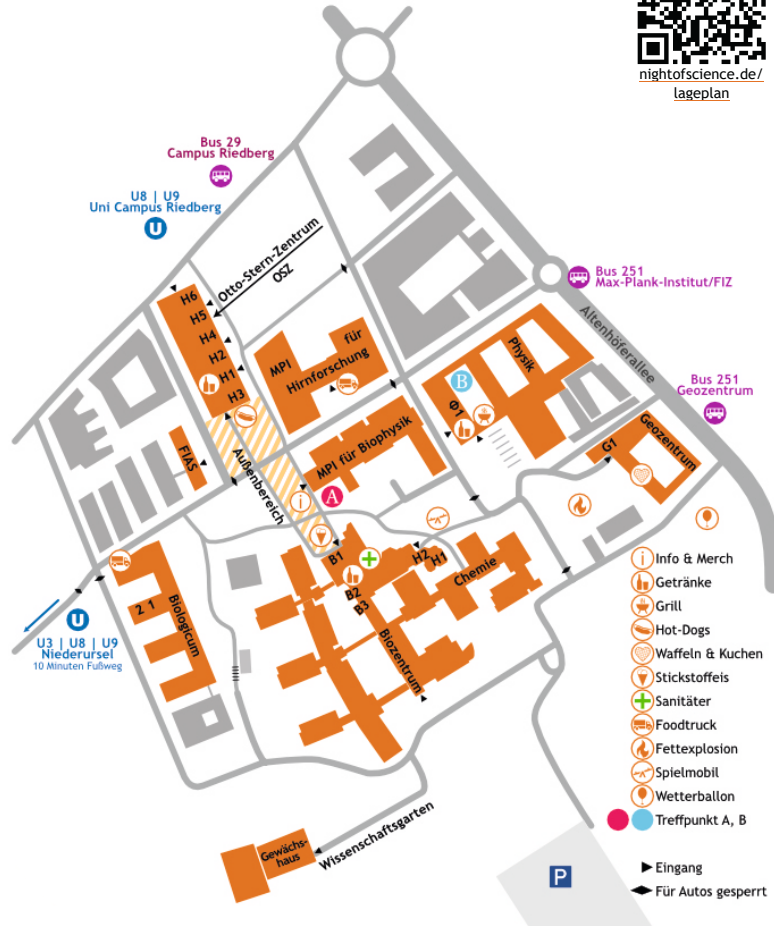 nightofscience.de/
lageplan
Bus 29
Campus Riedberg
U8 | U9
Uni Campus Riedberg
U
Otto-Stern-Zentrum
OSZ
Bus 251
Max-Plank-Institut/FIZ
Altenhöferallee
Bus 251
Geozentrum
H6
H5
H4
H2
H1
H3
MPI
für
Hirnforschung
Physik
B
Φ1
G1
Geozentrum
MPI für Biophysik
FIAS
Außenbereich
i
A
B1
B2
B3
H2
H1
Chemie
Biozentrum
2 1
Biologicum
U
U3 | U8 | U9
Niederursel
10 Minuten Fußweg
Gewächs-
haus
Wissenschaftsgarten
P
i Info & Merch
Getränke
Grill
Hot-Dogs
Waffeln & Kuchen
Stickstoffeis
Sanitäter
Foodtruck
Fettexplosion
Spielmobil
Wetterballon
Treffpunkt A, B
Eingang
Für Autos gesperrt